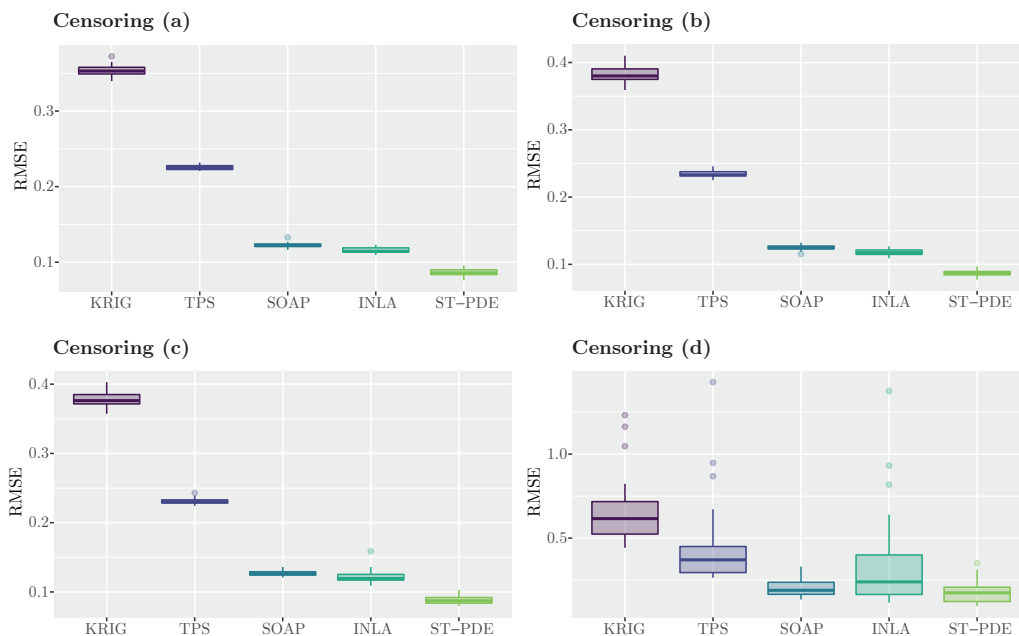 Censoring (a)
RMSE
0.3
0.2
0.1
KRIG TPS SOAP INLA ST−PDE
Censoring (b)
RMSE
0.4
0.3
0.2
0.1
KRIG TPS SOAP INLA ST−PDE
Censoring (c)
RMSE
0.4
0.3
0.2
0.1
KRIG TPS SOAP INLA ST−PDE
Censoring (d)
RMSE
1.0
0.5
KRIG TPS SOAP INLA ST−PDE